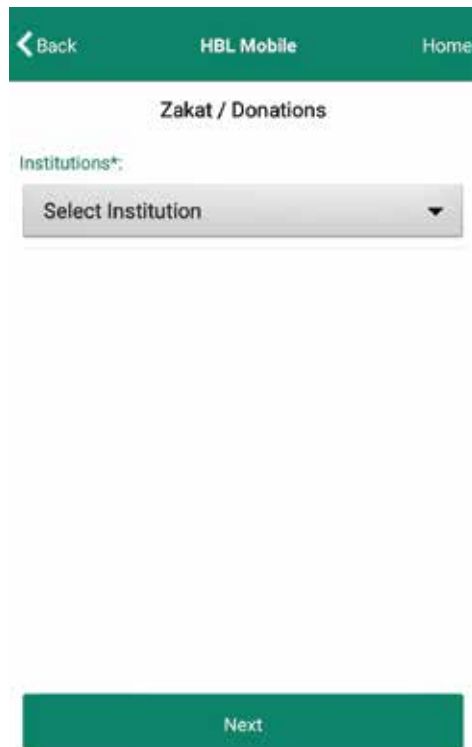 Back HBL Mobile Home
Zakat / Donations
Institutions*:
Select Institution
Next